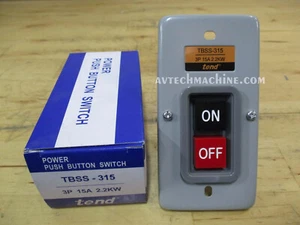 POWER
PUSH BUTTON SWITCH
POWER
PUSH BUTTON SWITCH
TBSS - 315
3P 15A 2.2KW
tend
TBSS-315
3P 15A 2.2KW
tend
AVTECHMACHINE.COM
ON
OFF